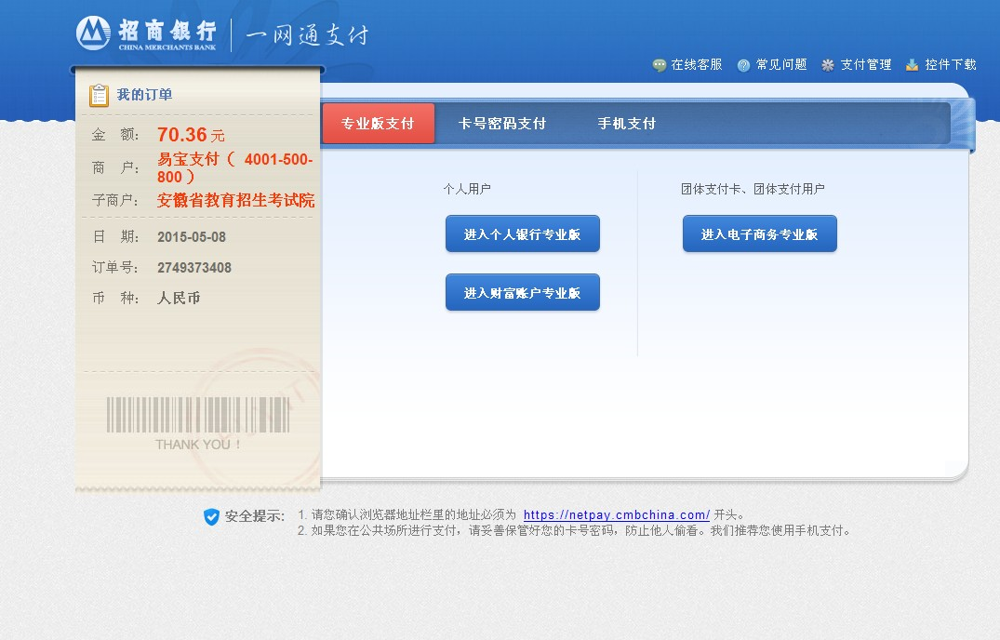 招商银行
CHINA MERCHANTS BANK
一网通支付
在线客服 常见问题 支付管理 控件下载
我的订单
金 额: 70.36 元
商 户: 易宝支付( 4001-500-
800 )
子商户: 安徽省教育招生考试院
日 期: 2015-05-08
订单号: 2749373408
币 种: 人民币
THANK YOU !
专业版支付 卡号密码支付 手机支付
个人用户
进入个人银行专业版
进入财富账户专业版
团体支付卡、团体支付用户
进入电子商务专业版
安全提示: 1. 请您确认浏览器地址栏里的地址必须为 https://netpay.cmbchina.com/ 开头。
2. 如果您在公共场所进行支付，请妥善保管好您的卡号密码，防止他人偷看。我们推荐您使用手机支付。